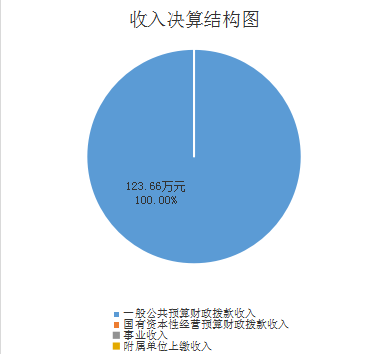 收入决算结构图
123.66万元
100.00%
一般公共预算财政拨款收入
国有资本性经营预算财政拨款收入
事业收入
附属单位上缴收入